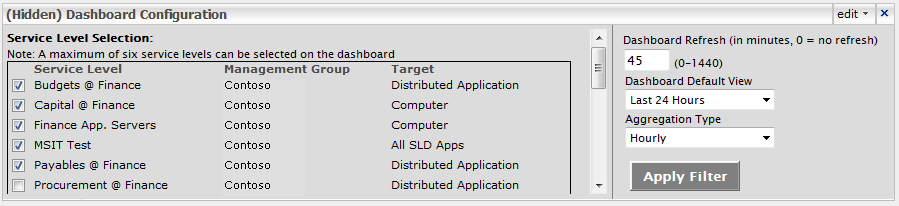 (Hidden) Dashboard Configuration
edit
Service Level Selection:
Note: A maximum of six service levels can be selected on the dashboard
Service Level Management Group Target
Budgets @ Finance Contoso Distributed Application
Capital @ Finance Contoso Computer
Finance App. Servers Contoso Computer
MSIT Test Contoso All SLD Apps
Payables @ Finance Contoso Distributed Application
Procurement @ Finance Contoso Distributed Application
Dashboard Refresh (in minutes, 0 = no refresh)
45 (0-1440)
Dashboard Default View
Last 24 Hours
Aggregation Type
Hourly
Apply Filter